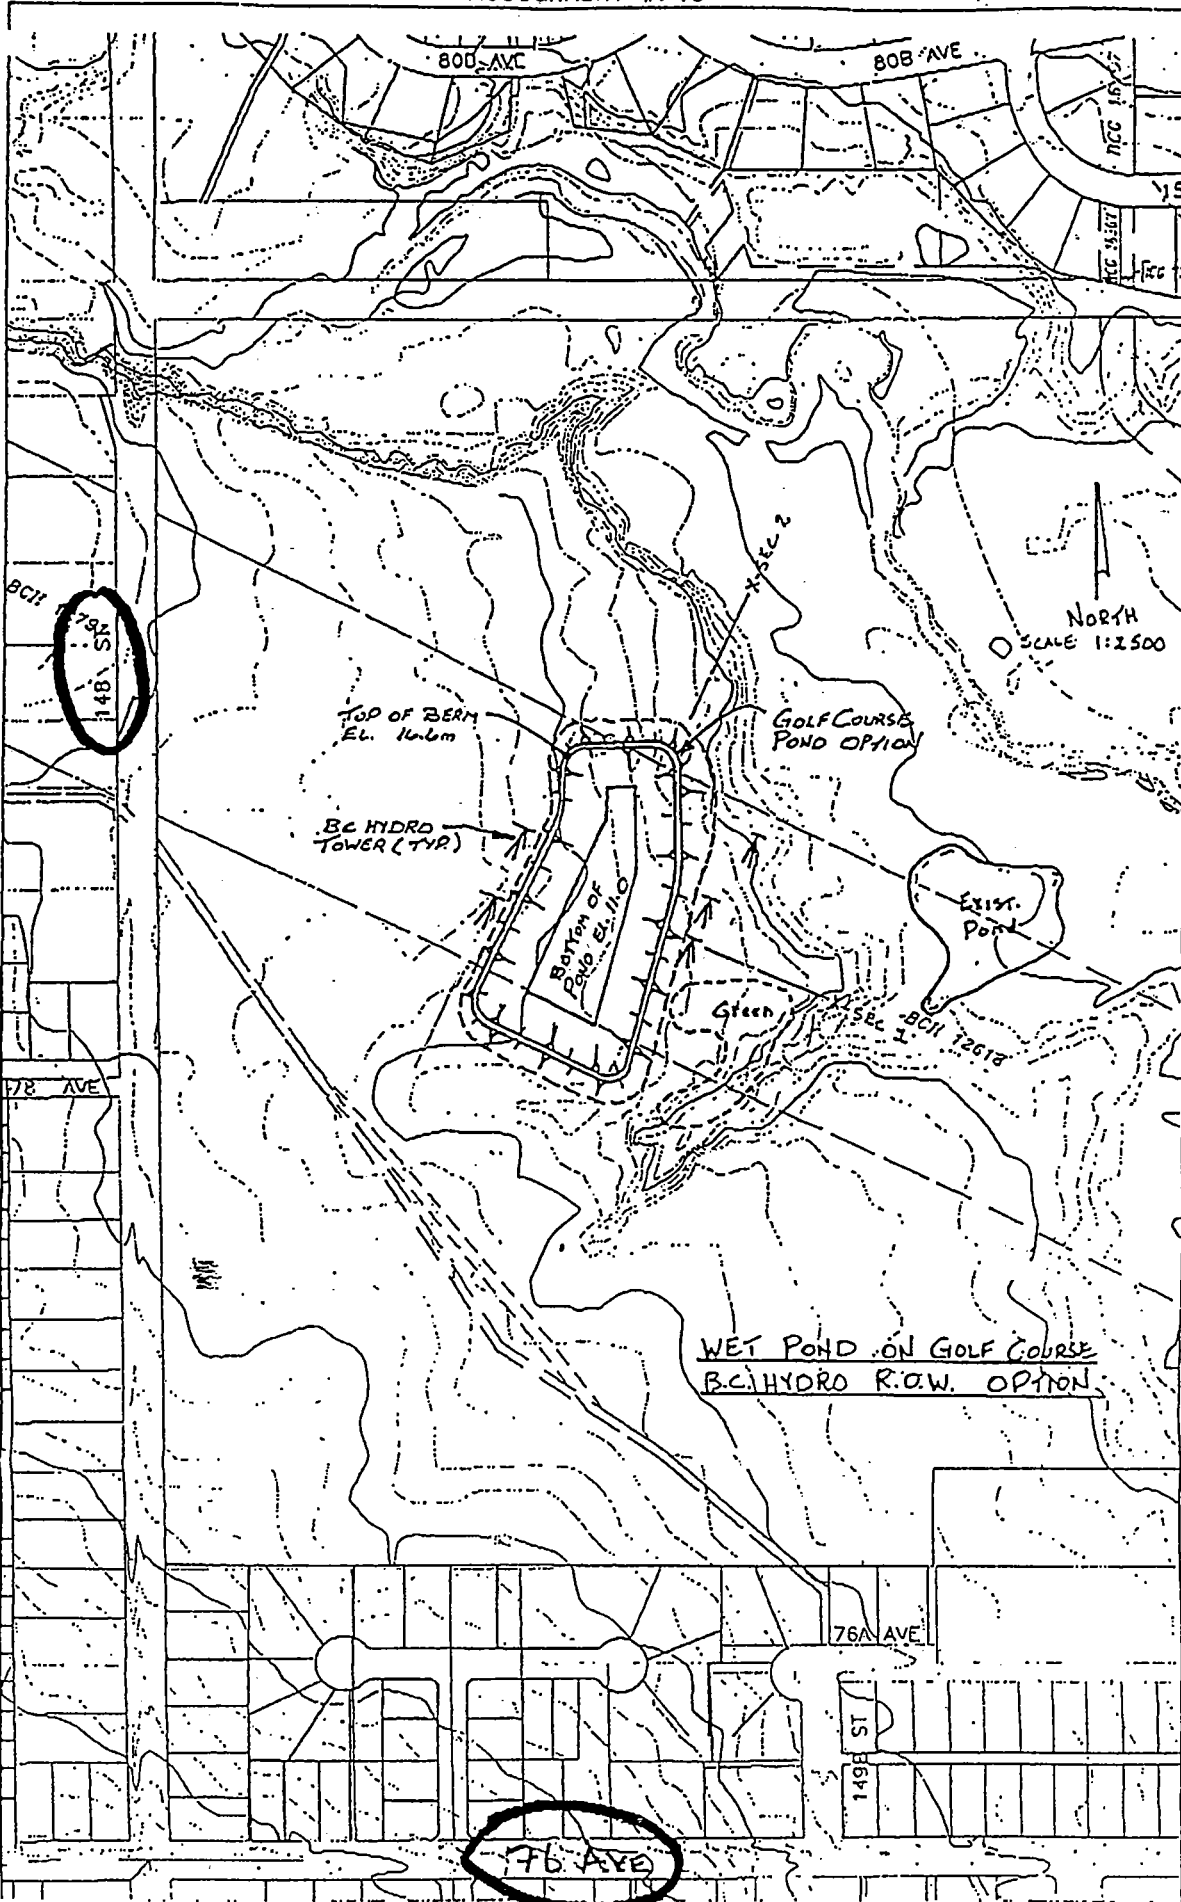 80B AVE
NORTH
SCALE 1:2500
148 ST
TOP OF BERM
EL. 16.6m
GOLF COURSE
POND OPTION
X-SEC 2
BC HYDRO
TOWER (TYP.)
BOTTOM OF
POND EL. 11.0
EXIST.
Pond
Green
X SEC 1
BCH 12618
78 AVE
WET POND ON GOLF COURSE
B.C. HYDRO R.O.W. OPTION
76A AVE
149B ST
76 AVE